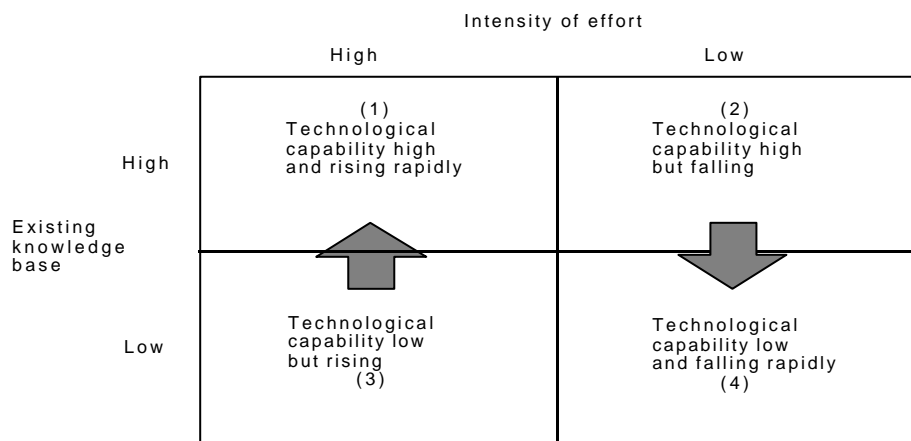 Intensity of effort
High
Low
(1)
Technological
capability high
and rising rapidly
(2)
Technological
capability high
but falling
High
Existing
knowledge
base
Technological
capability low
but rising
(3)
Technological
capability low
and falling rapidly
(4)
Low